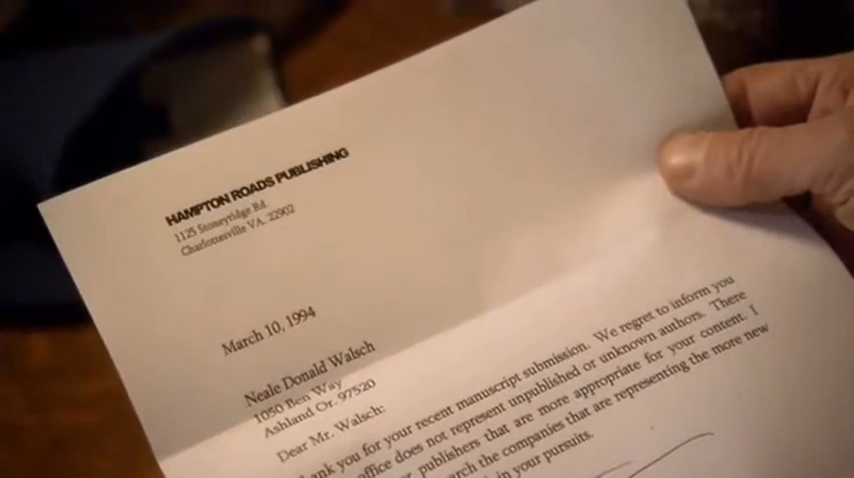 HAMPTON ROADS PUBLISHING
1125 Stoneyridge Rd.
Charlottesville VA. 22902
March 10, 1994
Neale Donald Walsch
1050 Ben Way
Ashland Or. 97520
Dear Mr. Walsch:
hank you for your recent manuscript submission. We regret to inform you
office does not represent unpublished or unknown authors. There
publishers that are more appropriate for your content. I
arch the companies that are representing the more new
in your pursuits.